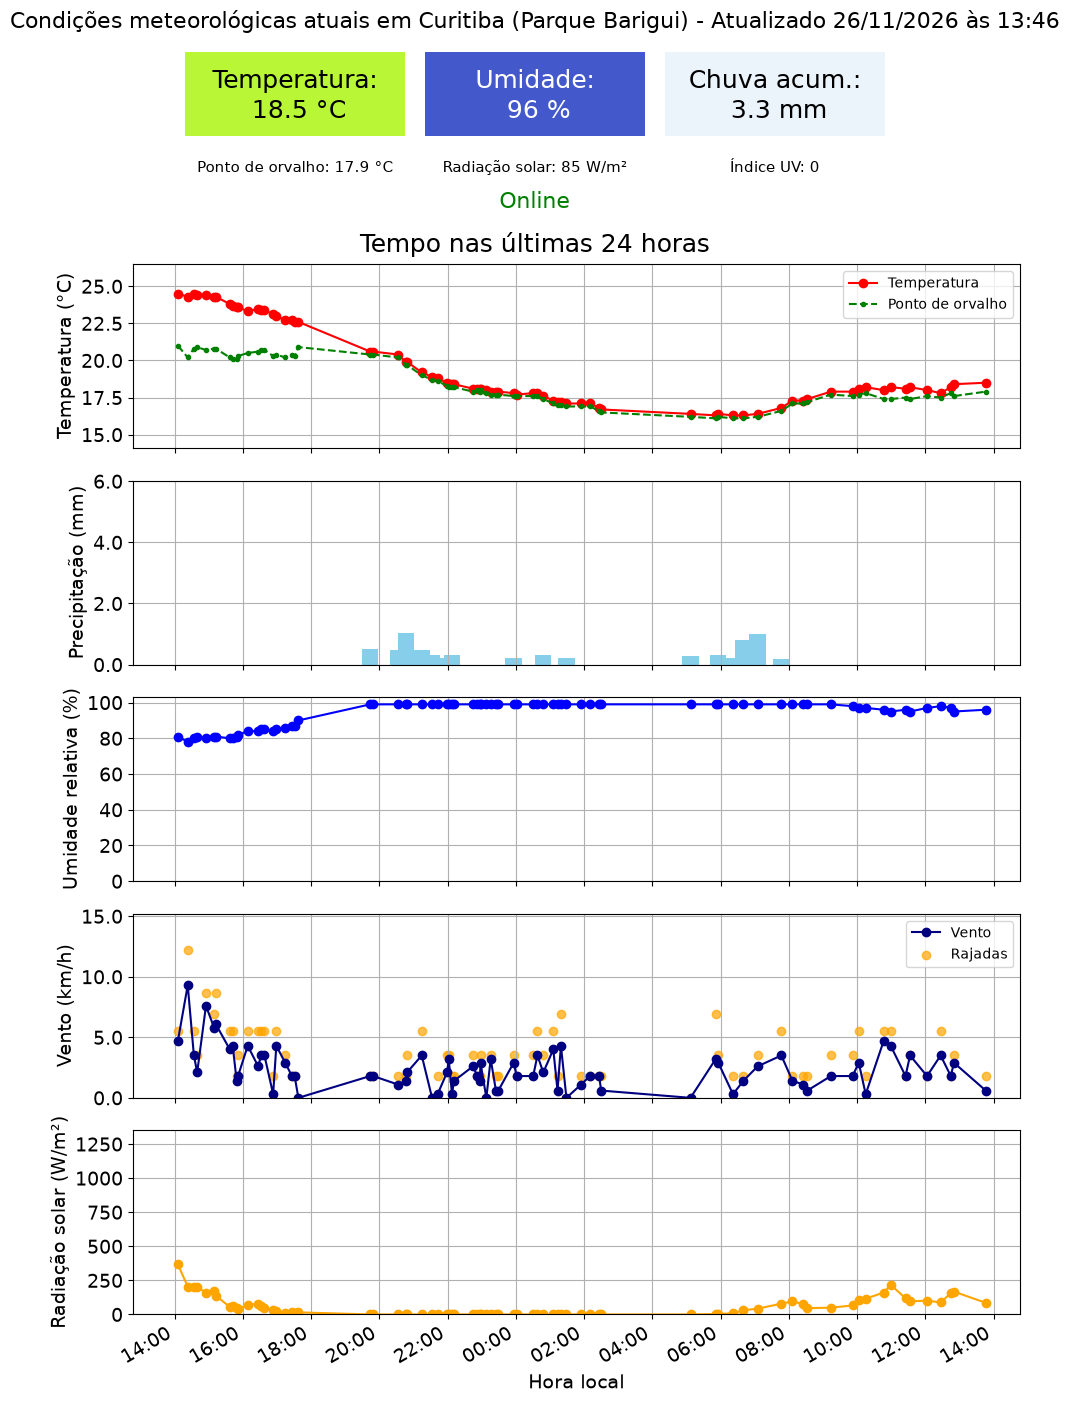 Condições meteorológicas atuais em Curitiba (Parque Barigui) - Atualizado 26/11/2026 às 13:46
Temperatura:
18.5 °C
Umidade:
96 %
Chuva acum.:
3.3 mm
Ponto de orvalho: 17.9 °C
Radiação solar: 85 W/m²
Índice UV: 0
Online
Tempo nas últimas 24 horas
Temperatura (°C)
25.0
22.5
20.0
17.5
15.0
Temperatura
Ponto de orvalho
Precipitação (mm)
6.0
4.0
2.0
0.0
Umidade relativa (%)
100
80
60
40
20
0
Vento (km/h)
15.0
10.0
5.0
0.0
Vento
Rajadas
Radiação solar (W/m²)
1250
1000
750
500
250
0
14:00
16:00
18:00
20:00
22:00
00:00
02:00
04:00
06:00
08:00
10:00
12:00
14:00
Hora local